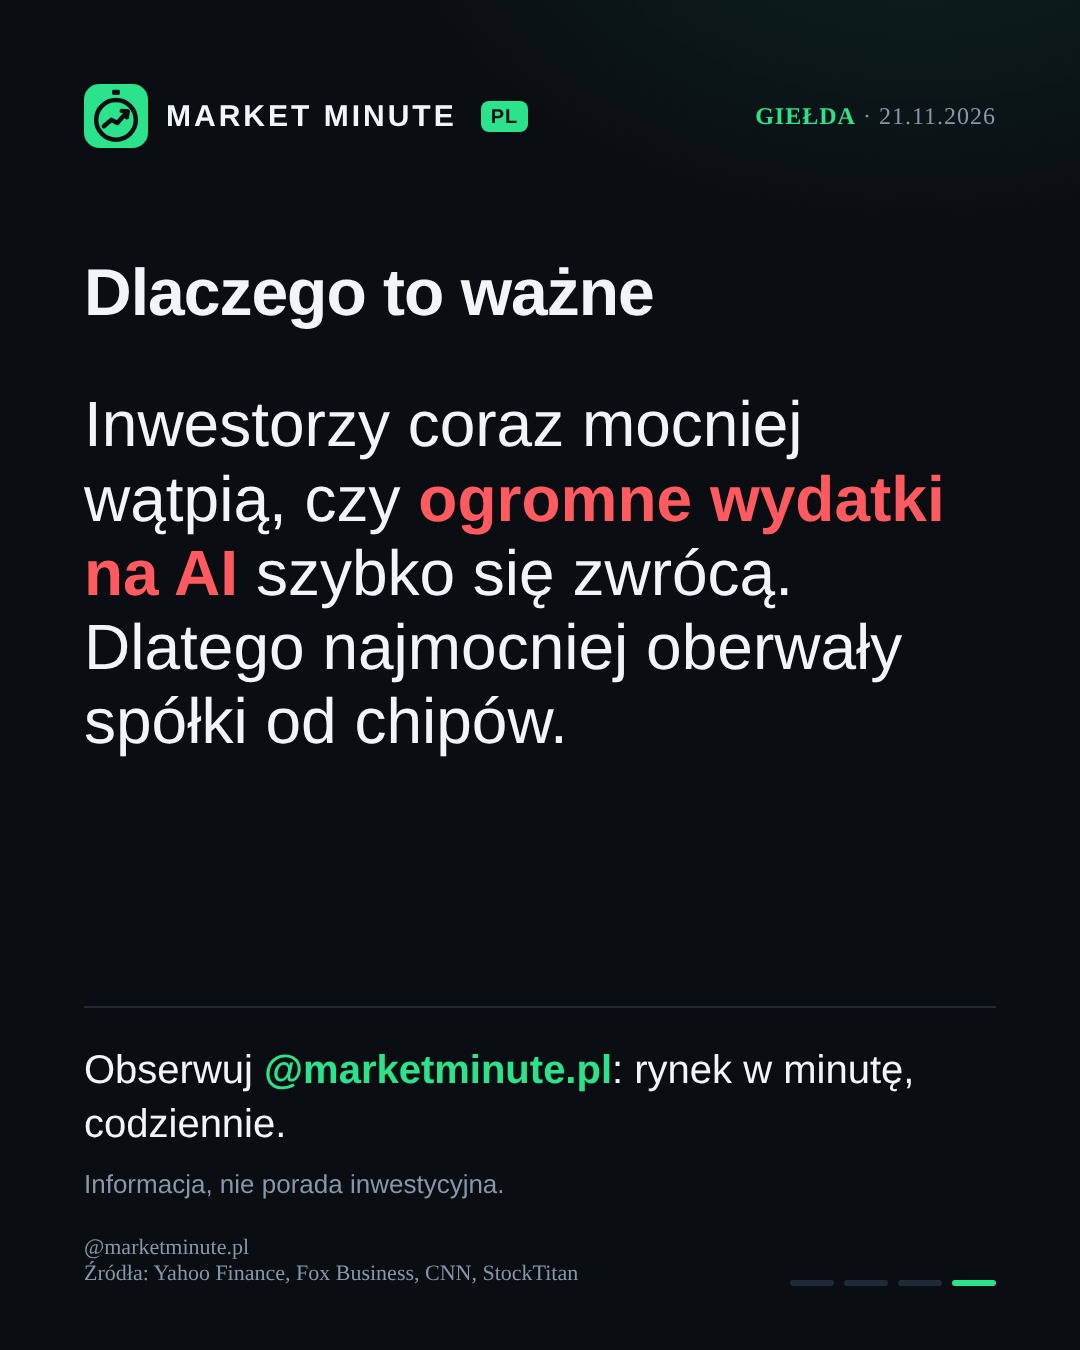 MARKET MINUTE PL
GIEŁDA · 21.11.2026
Dlaczego to ważne
Inwestorzy coraz mocniej
wątpią, czy ogromne wydatki
na AI szybko się zwrócą.
Dlatego najmocniej oberwały
spółki od chipów.
Obserwuj @marketminute.pl: rynek w minutę,
codziennie.
Informacja, nie porada inwestycyjna.
@marketminute.pl
Źródła: Yahoo Finance, Fox Business, CNN, StockTitan